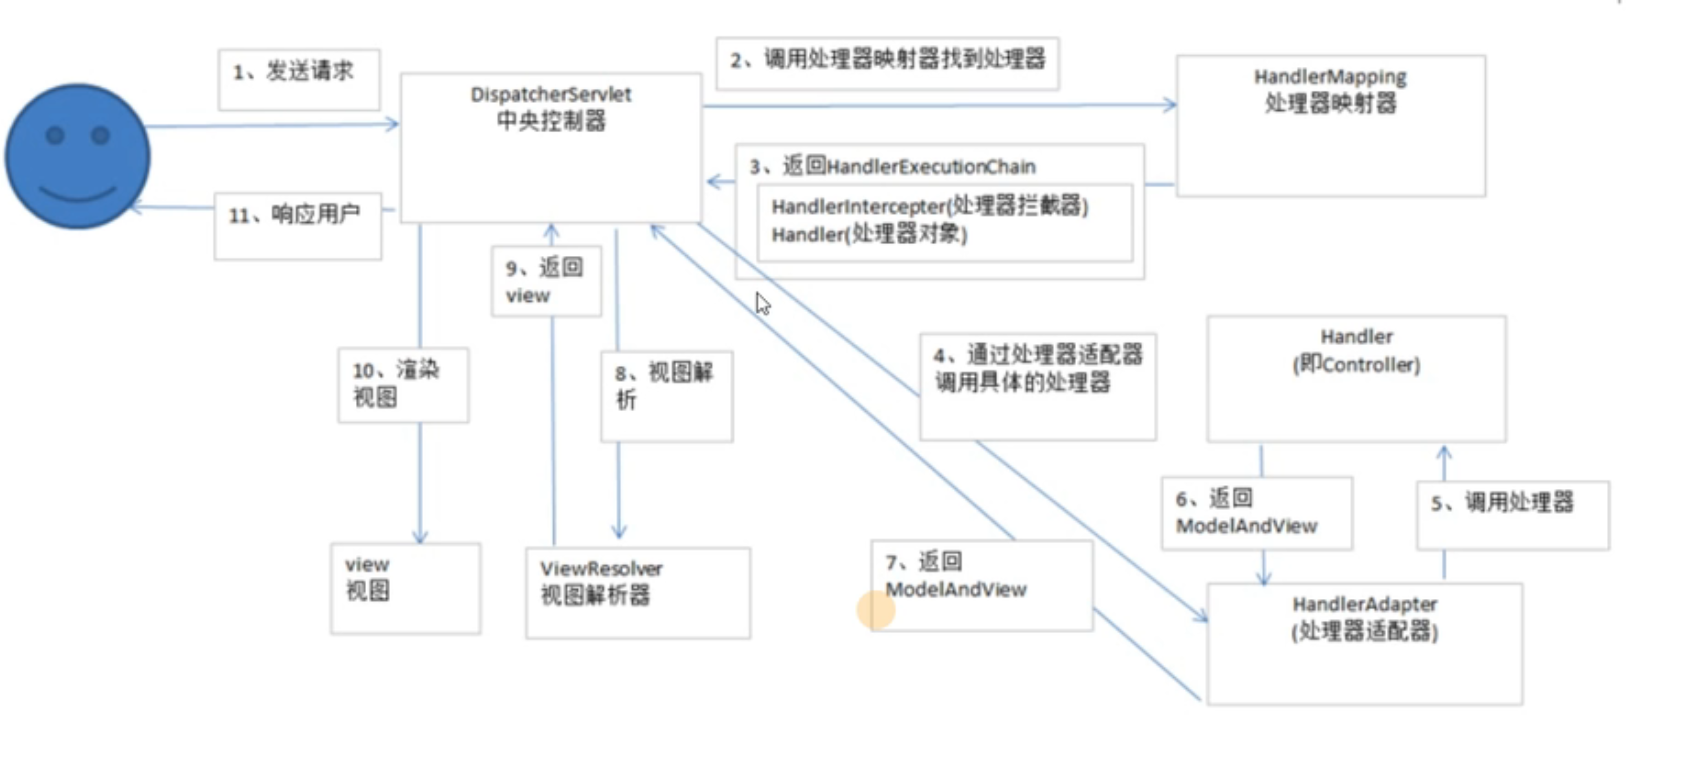 1、发送请求
DispatcherServlet
中央控制器
2、调用处理器映射器找到处理器
HandlerMapping
处理器映射器
3、返回HandlerExecutionChain
HandlerIntercepter(处理器拦截器)
Handler(处理器对象)
11、响应用户
9、返回
view
10、渲染
视图
8、视图解
析
4、通过处理器适配器
调用具体的处理器
Handler
(即Controller)
6、返回
ModelAndView
5、调用处理器
view
视图
ViewResolver
视图解析器
7、返回
ModelAndView
HandlerAdapter
(处理器适配器)